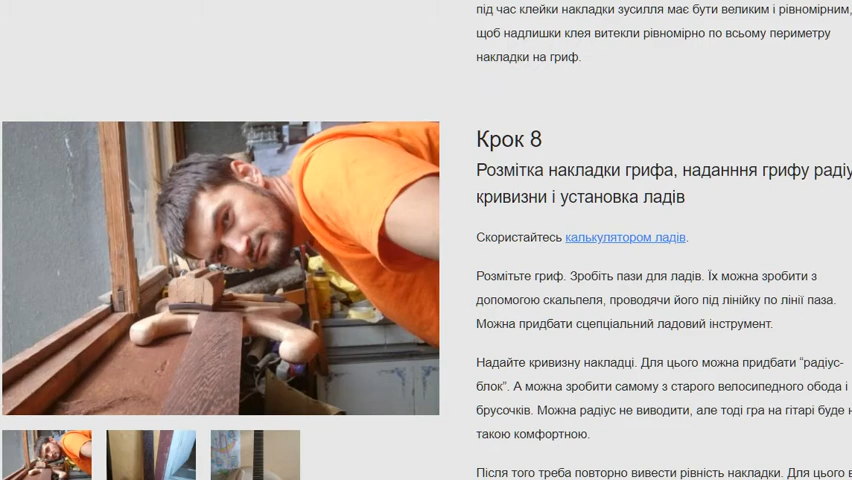 під час клейки накладки зусилля має бути великим і рівномірним,
щоб надлишки клея витекли рівномірно по всьому периметру
накладки на гриф.
Крок 8
Розмітка накладки грифа, наданння грифу
кривизни і установка ладів
Скористайтесь калькулятором ладів.
Розмітьте гриф. Зробіть пази для ладів. Їх можна зробити з
допомогою скальпеля, проводячи його під лінійку по лінії паза.
Можна придбати сцепціальний ладовий інструмент.
Надайте кривизну накладці. Для цього можна придбати “радіус-
блок”. А можна зробити самому з старого велосипедного обода і
брусочків. Можна радіус не виводити, але тоді гра на гітарі буде
такою комфортною.
Після того треба повторно вивести рівність накладки. Для цього